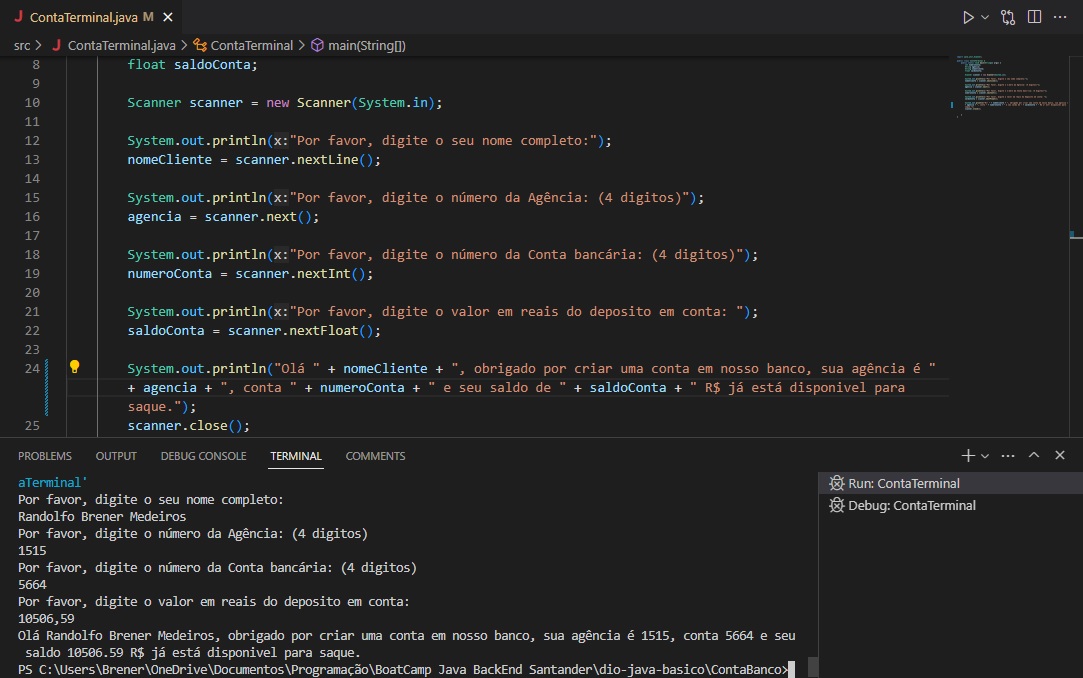 J ContaTerminal.java M ×
src > J ContaTerminal.java > ContaTerminal > main(String[])
8 float saldoConta;
9
10 Scanner scanner = new Scanner(System.in);
11
12 System.out.println(x:"Por favor, digite o seu nome completo:");
13 nomeCliente = scanner.nextLine();
14
15 System.out.println(x:"Por favor, digite o número da Agência: (4 digitos)");
16 agencia = scanner.next();
17
18 System.out.println(x:"Por favor, digite o número da Conta bancária: (4 digitos)");
19 numeroConta = scanner.nextInt();
20
21 System.out.println(x:"Por favor, digite o valor em reais do deposito em conta: ");
22 saldoConta = scanner.nextFloat();
23
24 System.out.println("Olá " + nomeCliente + ", obrigado por criar uma conta em nosso banco, sua agência é "
+ agencia + ", conta " + numeroConta + " e seu saldo de " + saldoConta + " R$ já está disponivel para
saque.");
25 scanner.close();
PROBLEMS OUTPUT DEBUG CONSOLE TERMINAL COMMENTS
aTerminal'
Por favor, digite o seu nome completo:
Randolfo Brener Medeiros
Por favor, digite o número da Agência: (4 digitos)
1515
Por favor, digite o número da Conta bancária: (4 digitos)
5664
Por favor, digite o valor em reais do deposito em conta:
10506,59
Olá Randolfo Brener Medeiros, obrigado por criar uma conta em nosso banco, sua agência é 1515, conta 5664 e seu
saldo 10506.59 R$ já está disponivel para saque.
PS C:\Users\Brener\OneDrive\Documentos\Programação\BoatCamp Java BackEnd Santander\dio-java-basico\ContaBanco>
Run: ContaTerminal
Debug: ContaTerminal